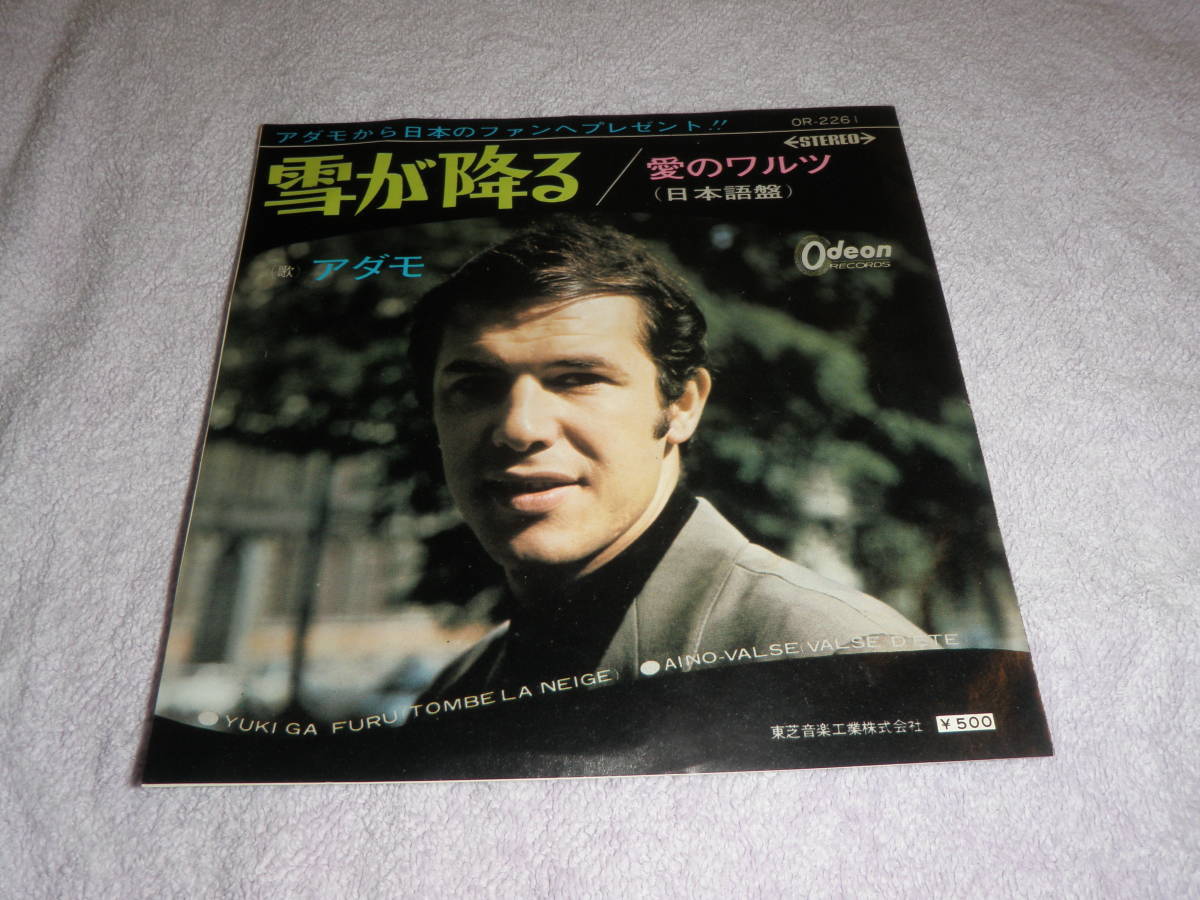 アダモから日本のファンへプレゼント!!
OR-2261
STEREO
雪が降る／愛のワルツ
(日本語盤)
(歌) アダモ
Odeon
RECORDS
●YUKI GA FURU(TOMBE LA NEIGE) ●AINO-VALSE(VALSE D'ETE
東芝音楽工業株式会社 ¥500